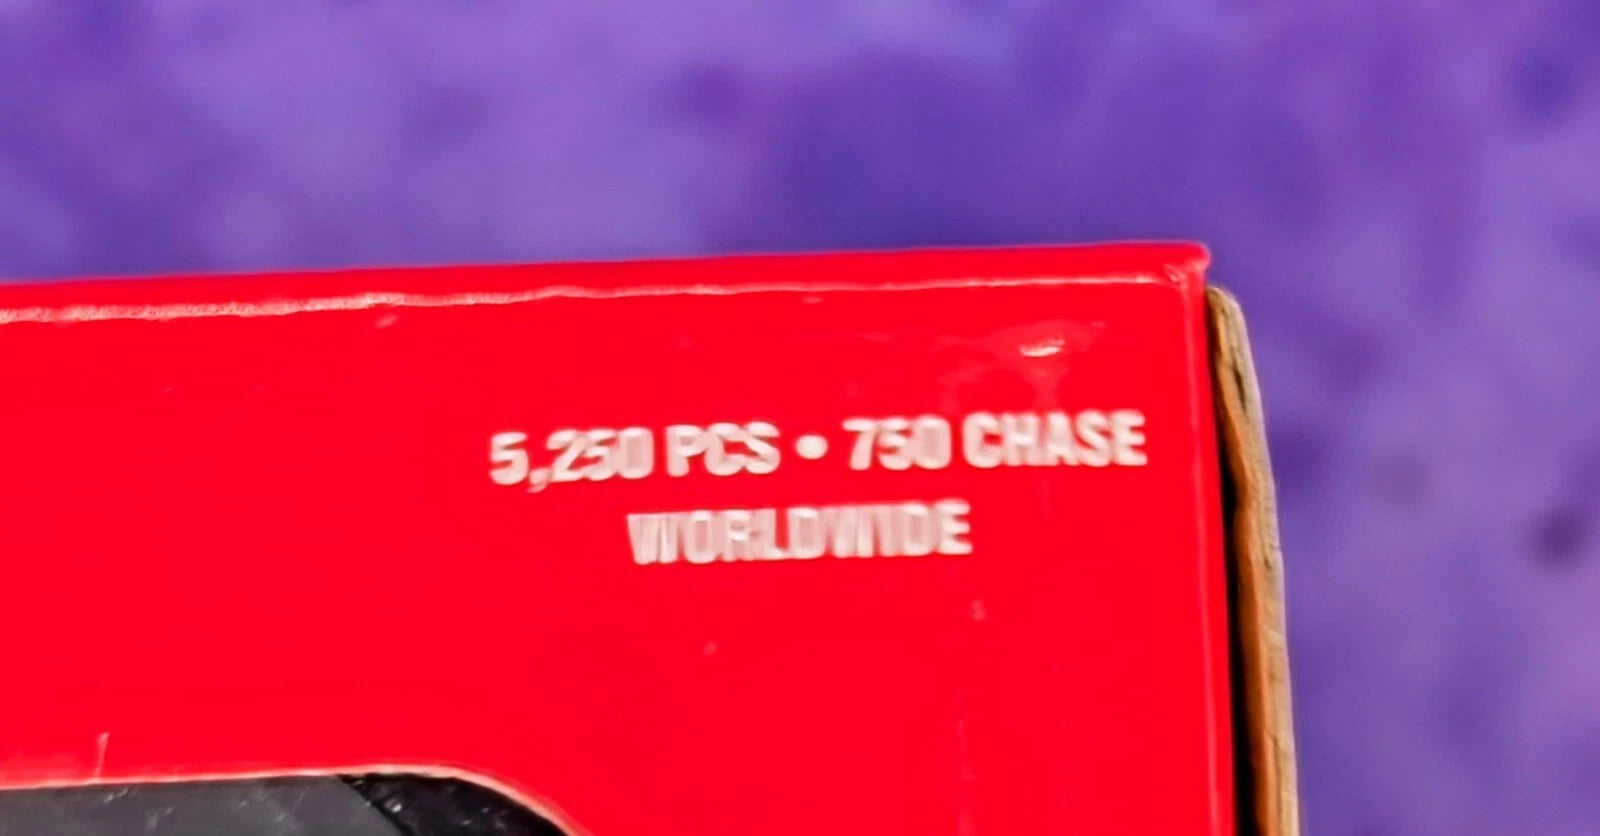 5,250 PCS • 750 CHASE
WORLDWIDE